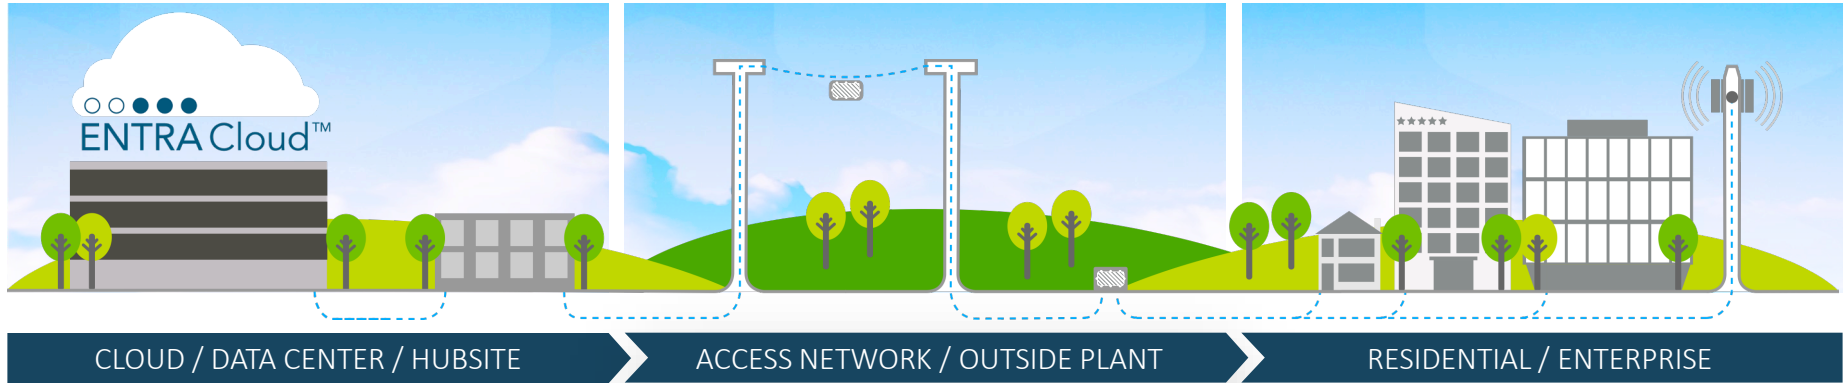 ENTRA Cloud™
CLOUD / DATA CENTER / HUBSITE
ACCESS NETWORK / OUTSIDE PLANT
RESIDENTIAL / ENTERPRISE